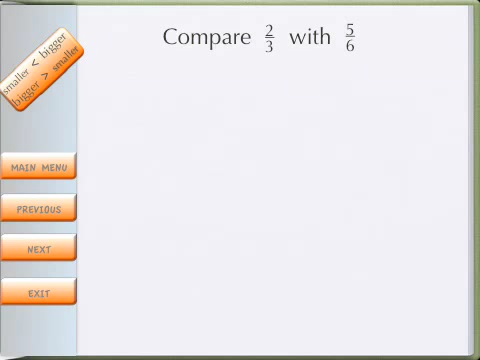 Compare 2/3 with 5/6
smaller < bigger
bigger > smaller
MAIN MENU
PREVIOUS
NEXT
EXIT